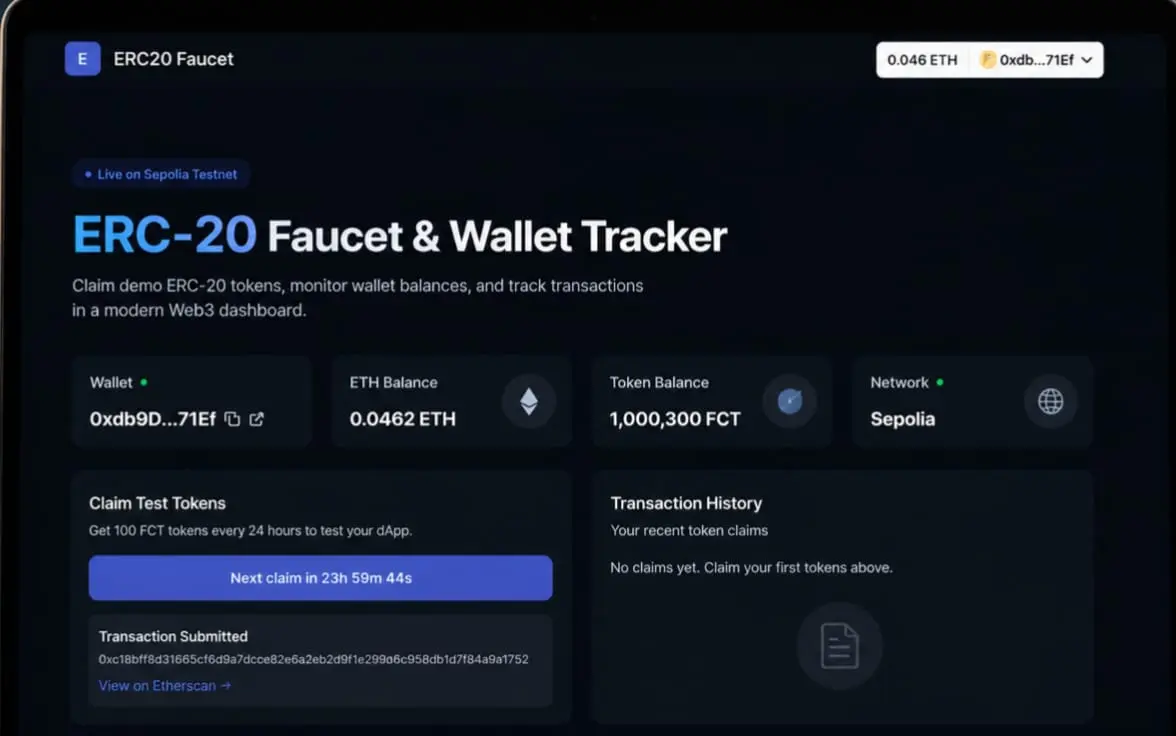 E ERC20 Faucet
0.046 ETH 0xdb...71Ef
Live on Sepolia Testnet
ERC-20 Faucet & Wallet Tracker
Claim demo ERC-20 tokens, monitor wallet balances, and track transactions
in a modern Web3 dashboard.
Wallet
0xdb9D...71Ef
ETH Balance
0.0462 ETH
Token Balance
1,000,300 FCT
Network
Sepolia
Claim Test Tokens
Get 100 FCT tokens every 24 hours to test your dApp.
Next claim in 23h 59m 44s
Transaction Submitted
0xc18bff8d31665cf6d9a7dcce82e6a2eb2d9f1e299a6c958db1d7f84a9a1752
View on Etherscan →
Transaction History
Your recent token claims
No claims yet. Claim your first tokens above.